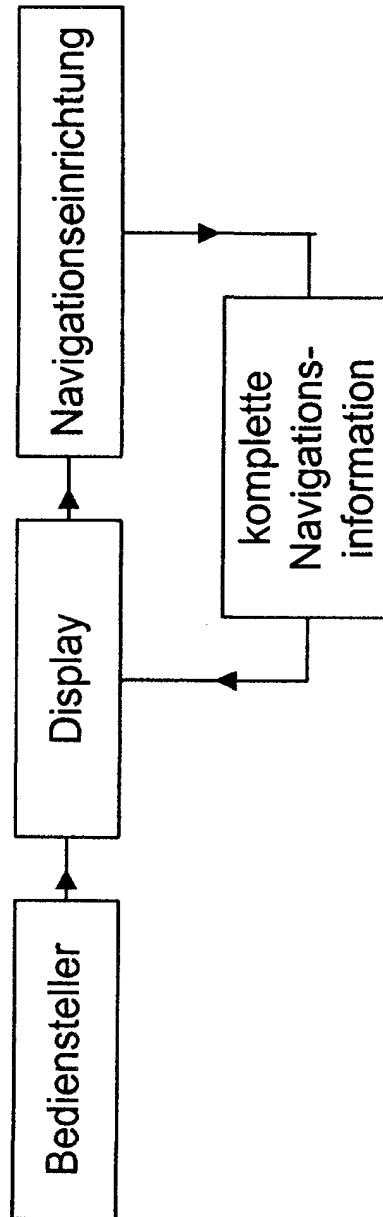 Bediensteller
Display
Navigationseinrichtung
komplette
Navigations-
information